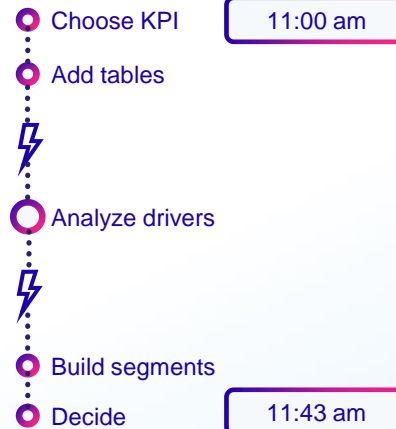 Choose KPI
11:00 am
Add tables
Analyze drivers
Build segments
Decide
11:43 am